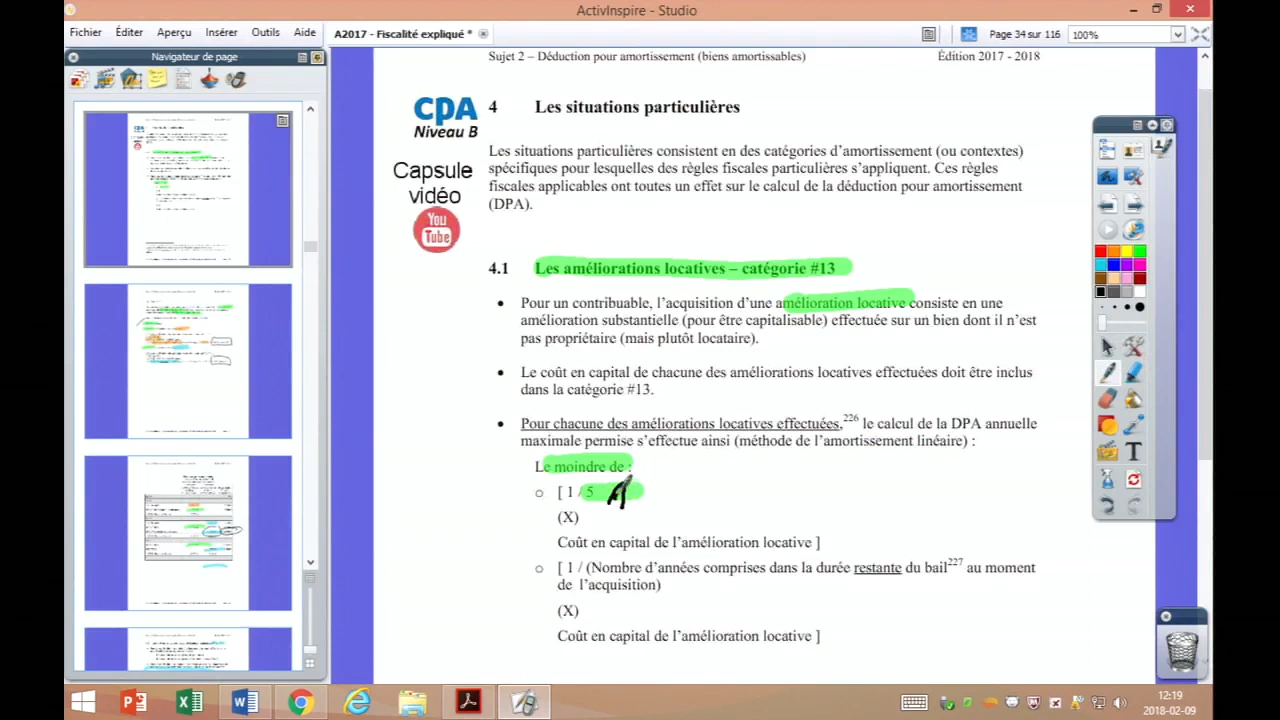 ActivInspire - Studio
Fichier Éditer Aperçu Insérer Outils Aide
A2017 - Fiscalité expliqué *
Page 34 sur 116
100%
Navigateur de page
Sujet 2 – Déduction pour amortissement (biens amortissables) Édition 2017 - 2018
CPA
Niveau B
Capsule
vidéo
You
Tube
4 Les situations particulières
Les situations particulières consistent en des catégories d’amortissement (ou contextes)
spécifiques pour lesquelles des règles fiscales particulières s’appliquent. Ces règles
fiscales applicables ont toutes un effet sur le calcul de la déduction pour amortissement
(DPA).
4.1 Les améliorations locatives – catégorie #13
• Pour un contribuable, l’acquisition d’une amélioration locative consiste en une
amélioration substantielle (pour être capitalisable) effectuée sur un bien dont il n’est
pas propriétaire (mais plutôt locataire).
• Le coût en capital de chacune des améliorations locatives effectuées doit être inclus
dans la catégorie #13.
• Pour chacune des améliorations locatives effectuées,226 le calcul de la DPA annuelle
maximale permise s’effectue ainsi (méthode de l’amortissement linéaire) :
Le moindre de :
o [ 1 / 5
(X)
Coût en capital de l’amélioration locative ]
o [ 1 / (Nombre d’années comprises dans la durée restante du bail227 au moment
de l’acquisition)
(X)
Coût en capital de l’amélioration locative ]
12:19
2018-02-09